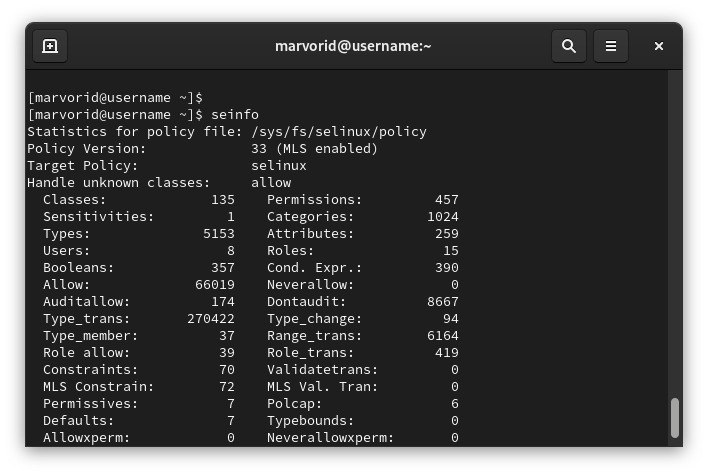 marvorid@username:~
[marvorid@username ~]$
[marvorid@username ~]$ seinfo
Statistics for policy file: /sys/fs/selinux/policy
Policy Version:             33 (MLS enabled)
Target Policy:              selinux
Handle unknown classes:     allow
  Classes:             135    Permissions:         457
  Sensitivities:         1    Categories:         1024
  Types:              5153    Attributes:          259
  Users:                 8    Roles:                15
  Booleans:            357    Cond. Expr.:         390
  Allow:             66019    Neverallow:            0
  Auditallow:          174    Dontaudit:          8667
  Type_trans:       270422    Type_change:          94
  Type_member:          37    Range_trans:        6164
  Role allow:           39    Role_trans:          419
  Constraints:          70    Validatetrans:         0
  MLS Constrain:        72    MLS Val. Tran:         0
  Permissives:           7    Polcap:                6
  Defaults:              7    Typebounds:            0
  Allowxperm:            0    Neverallowxperm:       0